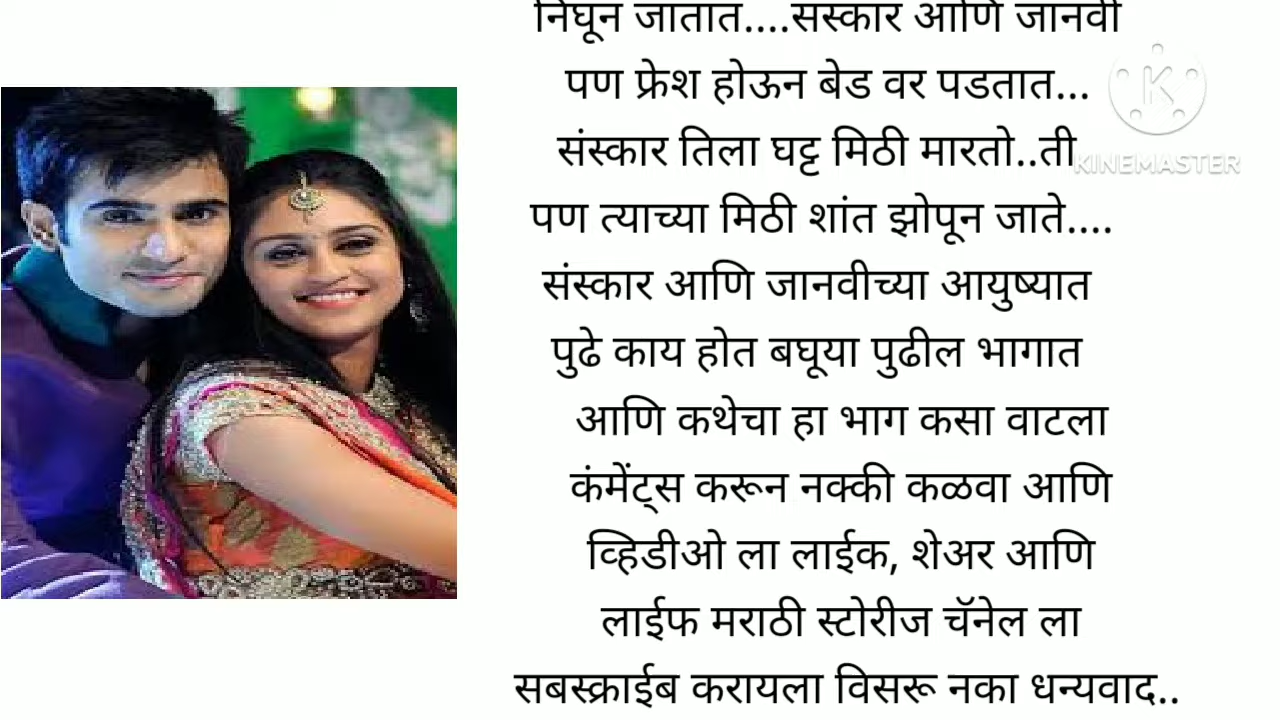 निघून जातात....संस्कार आणि जानवी
पण फ्रेश होऊन बेड वर पडतात...
संस्कार तिला घट्ट मिठी मारतो..ती
पण त्याच्या मिठी शांत झोपून जाते....
संस्कार आणि जानवीच्या आयुष्यात
पुढे काय होत बघूया पुढील भागात
आणि कथेचा हा भाग कसा वाटला
कंमेंट्स करून नक्की कळवा आणि
व्हिडीओ ला लाईक, शेअर आणि
लाईफ मराठी स्टोरीज चॅनेल ला
सबस्क्राईब करायला विसरू नका धन्यवाद..
K
KINEMASTER